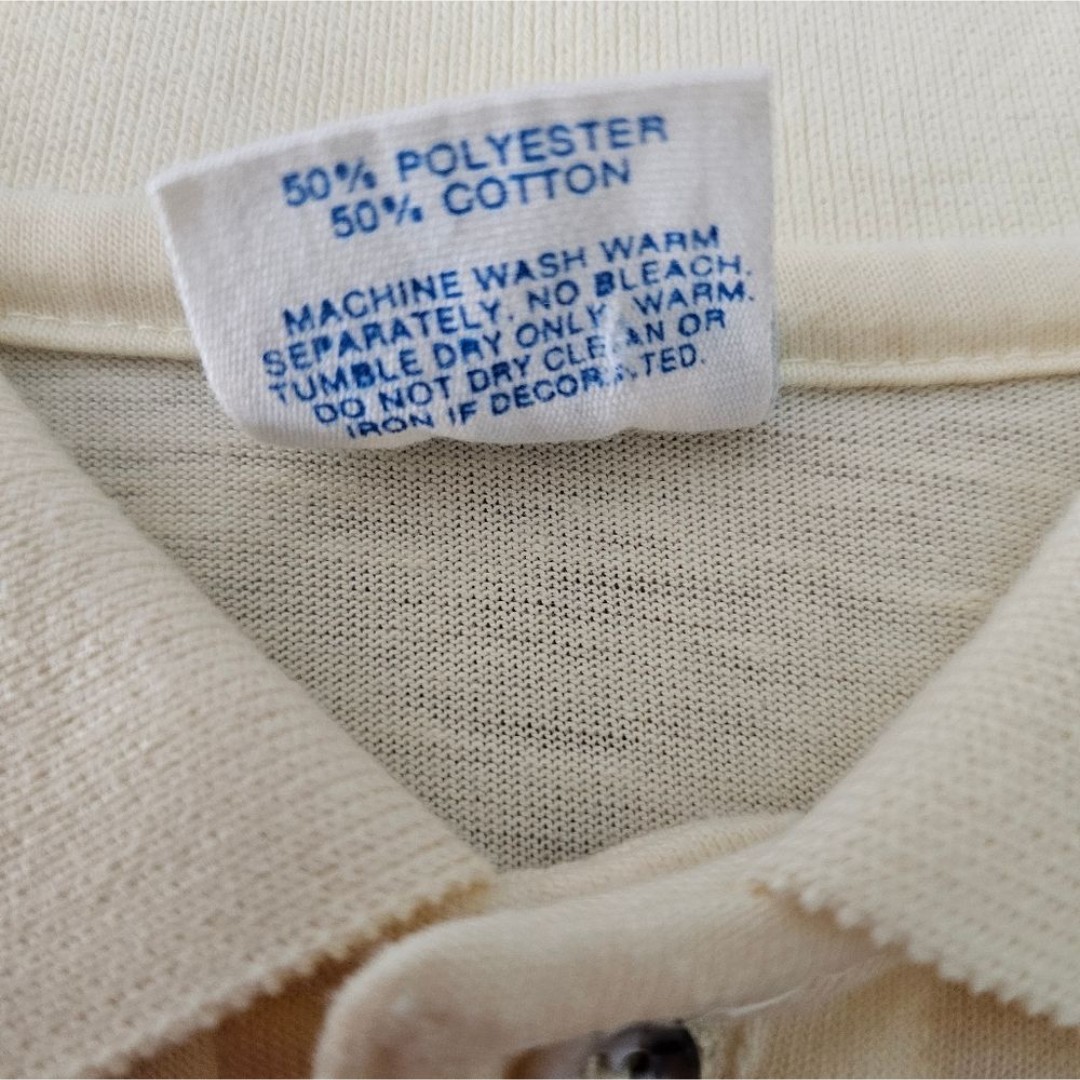 50% POLYESTER
50% COTTON
MACHINE WASH WARM
SEPARATELY. NO BLEACH.
TUMBLE DRY ONLY, WARM.
DO NOT DRY CLEAN OR
IRON IF DECORATED.